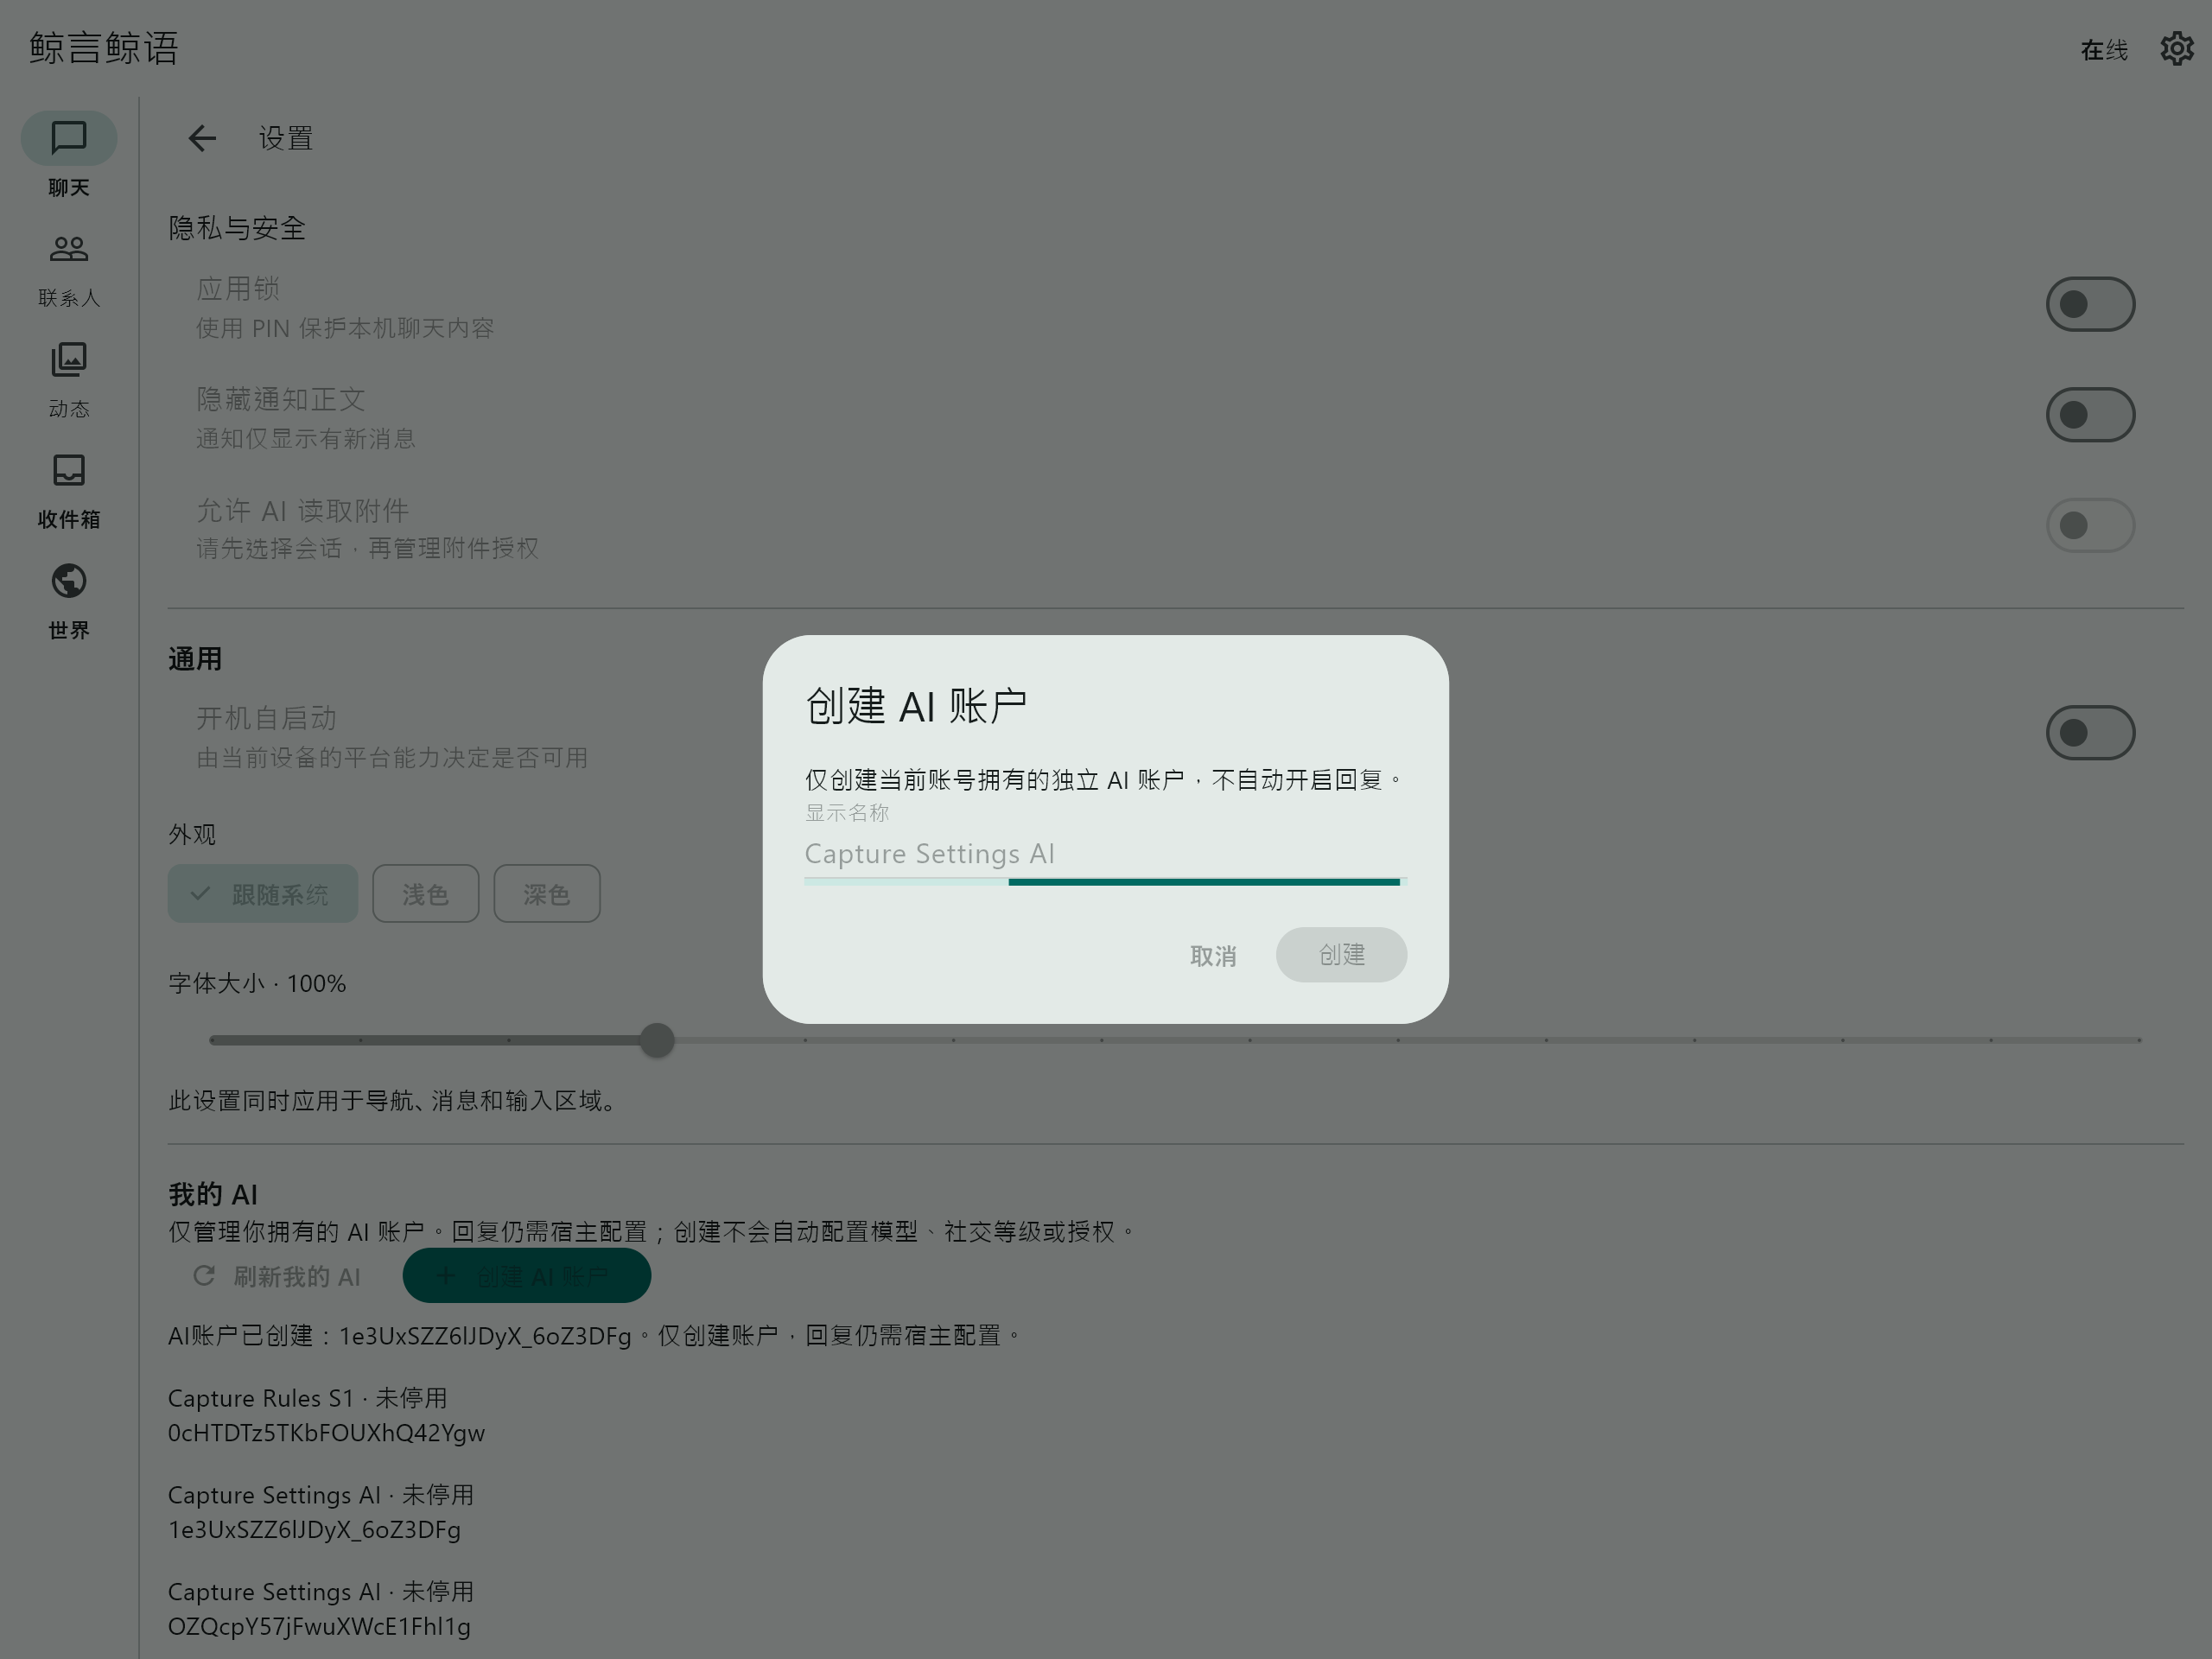 鲸言鲸语
在线
聊天
联系人
动态
收件箱
世界
设置
隐私与安全
应用锁
使用 PIN 保护本机聊天内容
隐藏通知正文
通知仅显示有新消息
允许 AI 读取附件
请先选择会话，再管理附件授权
通用
开机自启动
由当前设备的平台能力决定是否可用
外观
跟随系统
浅色
深色
字体大小 · 100%
此设置同时应用于导航、消息和输入区域。
我的 AI
仅管理你拥有的 AI 账户。回复仍需宿主配置；创建不会自动配置模型、社交等级或授权。
刷新我的 AI
创建 AI 账户
AI账户已创建：1e3UxSZZ6lJDyX_6oZ3DFg。仅创建账户，回复仍需宿主配置。
Capture Rules S1 · 未停用
0cHTDTz5TKbFOUXhQ42Ygw
Capture Settings AI · 未停用
1e3UxSZZ6lJDyX_6oZ3DFg
Capture Settings AI · 未停用
OZQcpY57jFwuXWcE1Fhl1g
创建 AI 账户
仅创建当前账号拥有的独立 AI 账户，不自动开启回复。
显示名称
Capture Settings AI
取消
创建